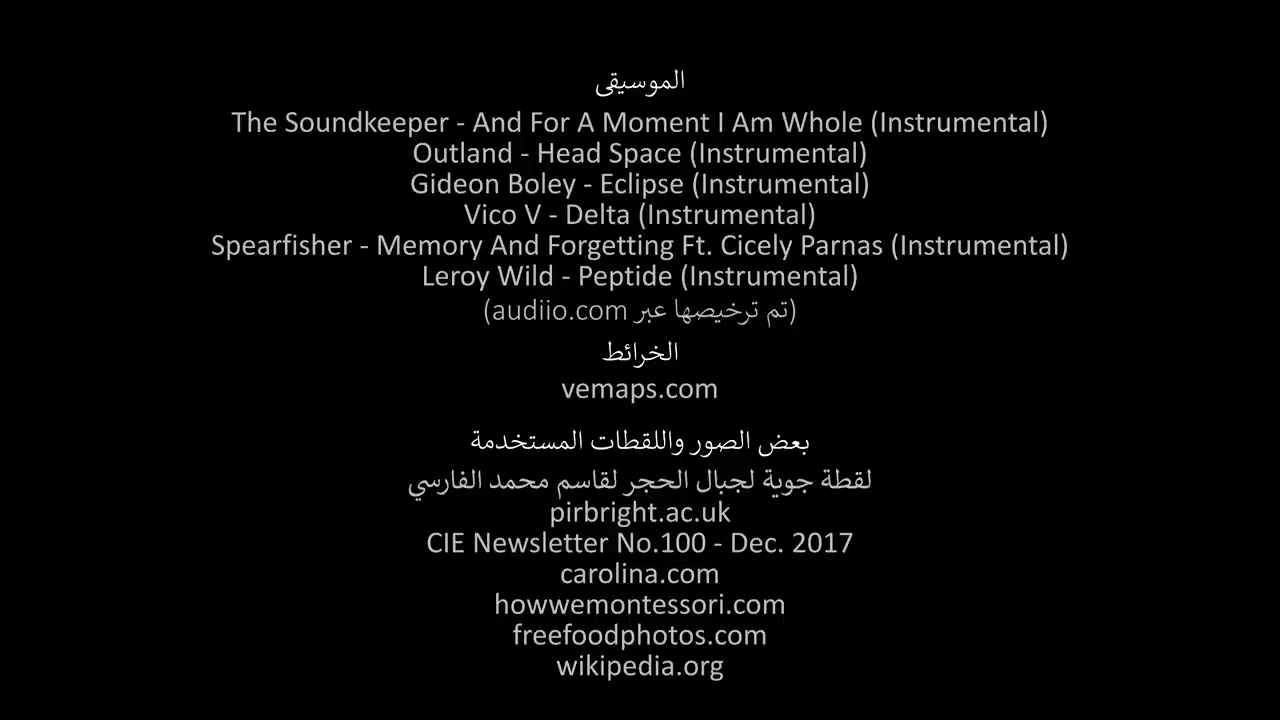 الموسيقى
The Soundkeeper - And For A Moment I Am Whole (Instrumental)
Outland - Head Space (Instrumental)
Gideon Boley - Eclipse (Instrumental)
Vico V - Delta (Instrumental)
Spearfisher - Memory And Forgetting Ft. Cicely Parnas (Instrumental)
Leroy Wild - Peptide (Instrumental)
(تم ترخيصها عبر audiio.com)
الخرائط
vemaps.com
بعض الصور واللقطات المستخدمة
لقطة جوية لجبال الحجر لقاسم محمد الفارسي
pirbright.ac.uk
CIE Newsletter No.100 - Dec. 2017
carolina.com
howwemontessori.com
freefoodphotos.com
wikipedia.org